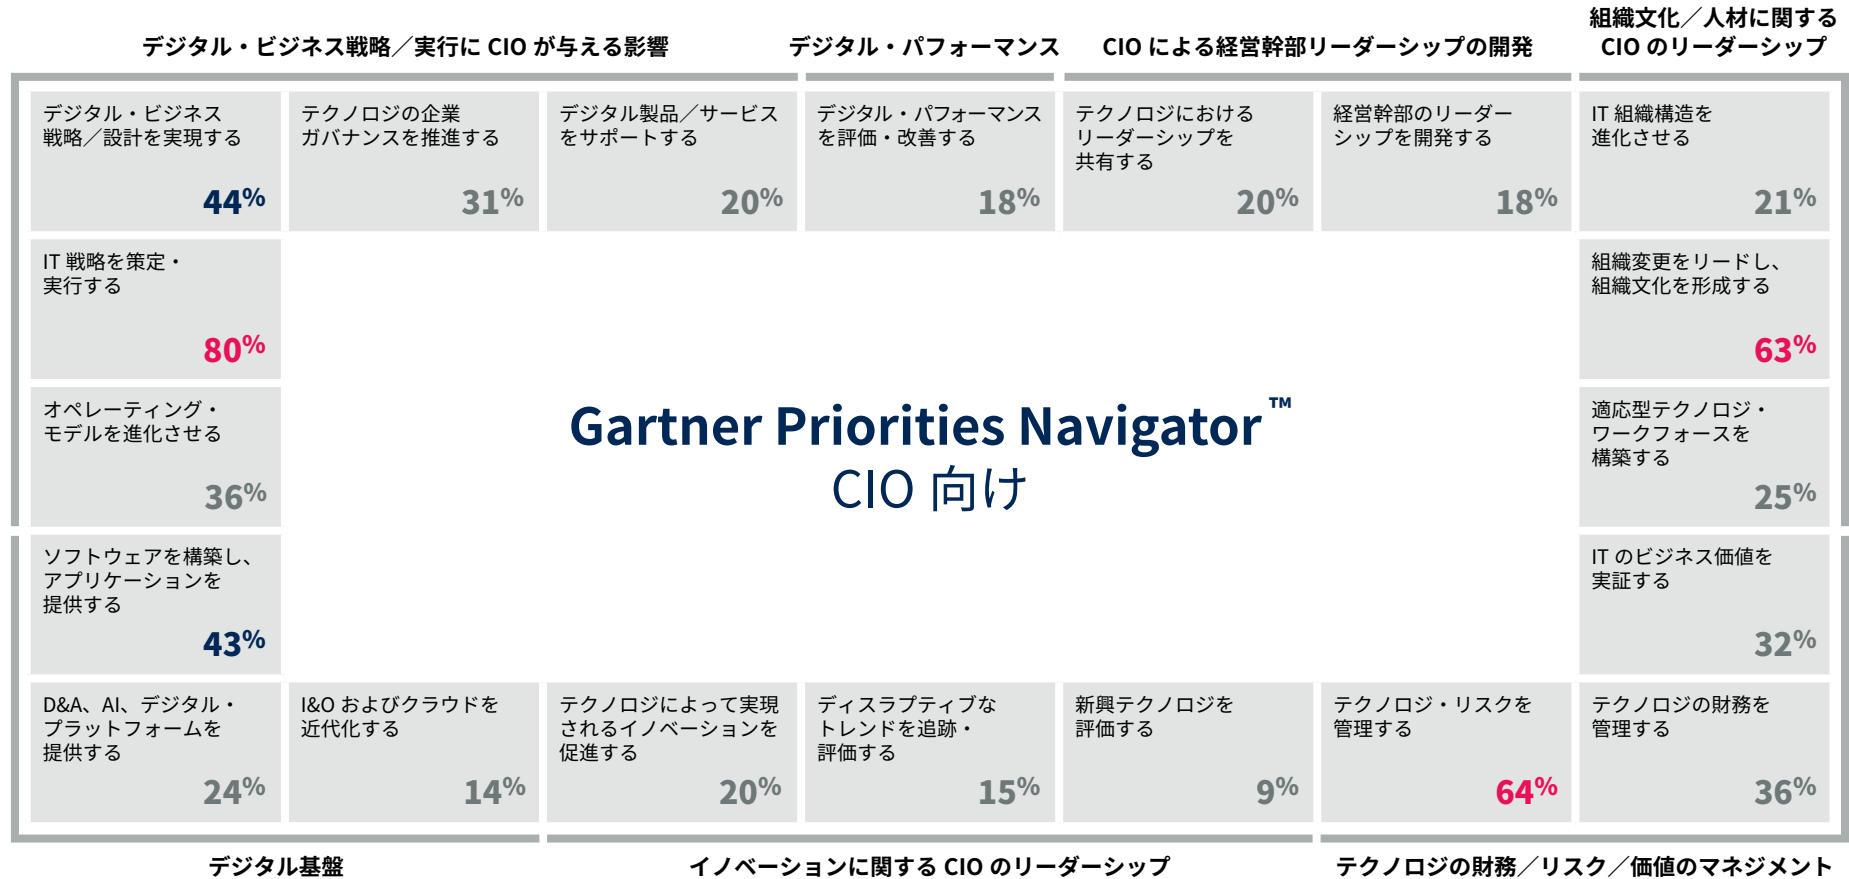 デジタル・ビジネス戦略／実行に CIO が与える影響
デジタル・パフォーマンス
CIO による経営幹部リーダーシップの開発
組織文化／人材に関する
CIO のリーダーシップ
デジタル・ビジネス
戦略／設計を実現する
44%
テクノロジの企業
ガバナンスを推進する
31%
デジタル製品／サービス
をサポートする
20%
デジタル・パフォーマンス
を評価・改善する
18%
テクノロジにおける
リーダーシップを
共有する
20%
経営幹部のリーダー
シップを開発する
18%
IT 組織構造を
進化させる
21%
IT 戦略を策定・
実行する
80%
組織変更をリードし、
組織文化を形成する
63%
オペレーティング・
モデルを進化させる
36%
Gartner Priorities Navigator™
CIO 向け
適応型テクノロジ・
ワークフォースを
構築する
25%
ソフトウェアを構築し、
アプリケーションを
提供する
43%
IT のビジネス価値を
実証する
32%
D&A、AI、デジタル・
プラットフォームを
提供する
24%
I&O およびクラウドを
近代化する
14%
テクノロジによって実現
されるイノベーションを
促進する
20%
ディスラプティブな
トレンドを追跡・
評価する
15%
新興テクノロジを
評価する
9%
テクノロジ・リスクを
管理する
64%
テクノロジの財務を
管理する
36%
デジタル基盤
イノベーションに関する CIO のリーダーシップ
テクノロジの財務／リスク／価値のマネジメント